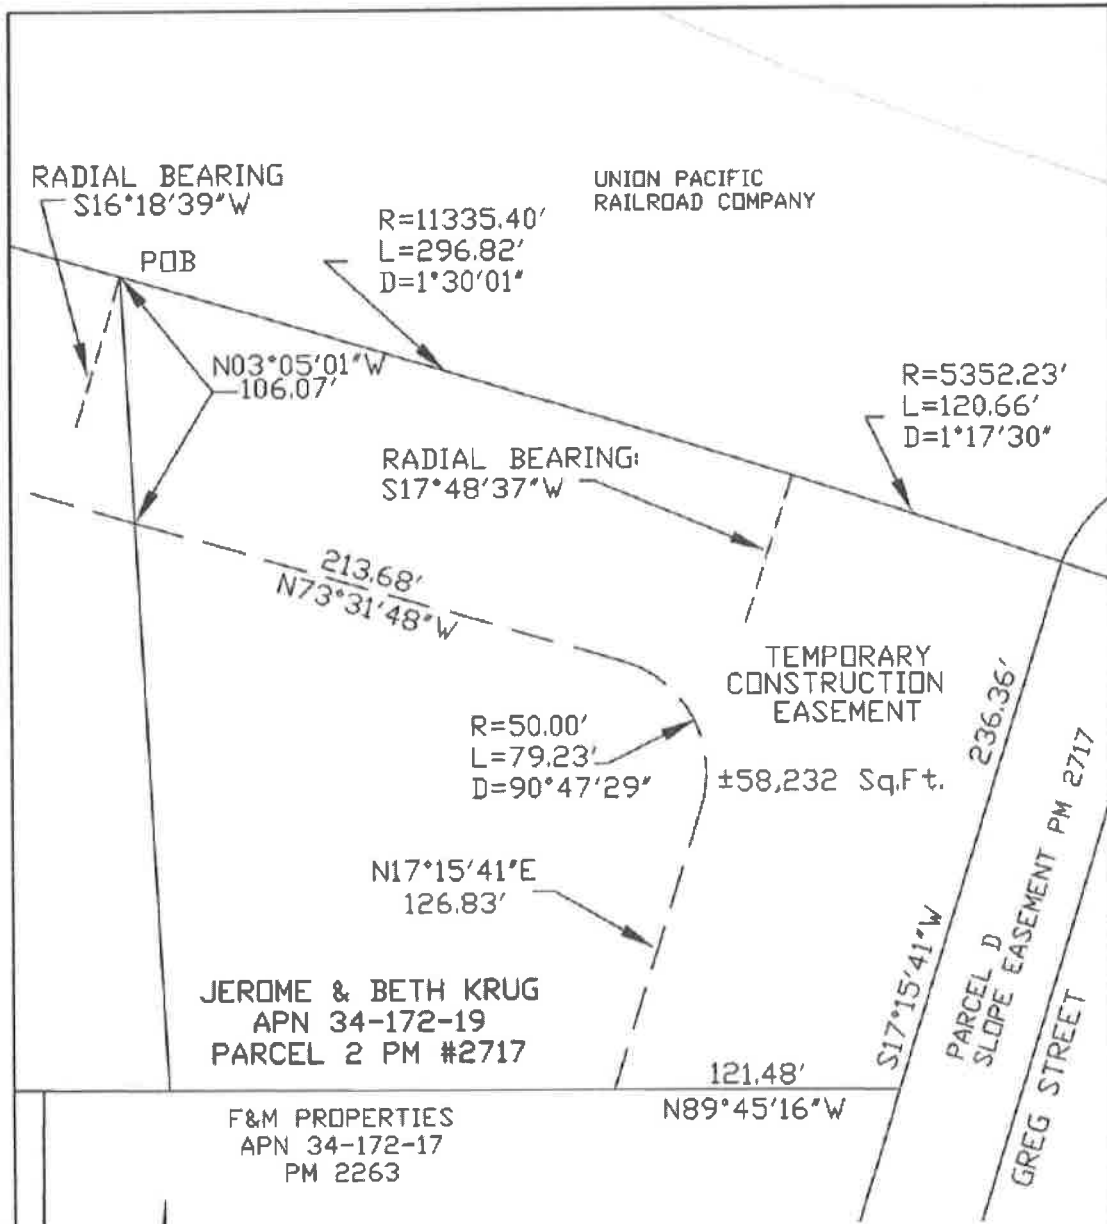 RADIAL BEARING
S16°18'39"W
UNION PACIFIC
RAILROAD COMPANY
R=11335.40'
L=296.82'
D=1°30'01"
POB
N03°05'01"W
106.07'
R=5352.23'
L=120.66'
D=1°17'30"
RADIAL BEARING:
S17°48'37"W
213.68'
N73°31'48"W
TEMPORARY
CONSTRUCTION
EASEMENT
±58,232 Sq.Ft.
R=50.00'
L=79.23'
D=90°47'29"
236.36'
S17°15'41"W
N17°15'41"E
126.83'
PARCEL D
SLOPE EASEMENT PM 2717
GREG STREET
JEROME & BETH KRUG
APN 34-172-19
PARCEL 2 PM #2717
121.48'
N89°45'16"W
F&M PROPERTIES
APN 34-172-17
PM 2263